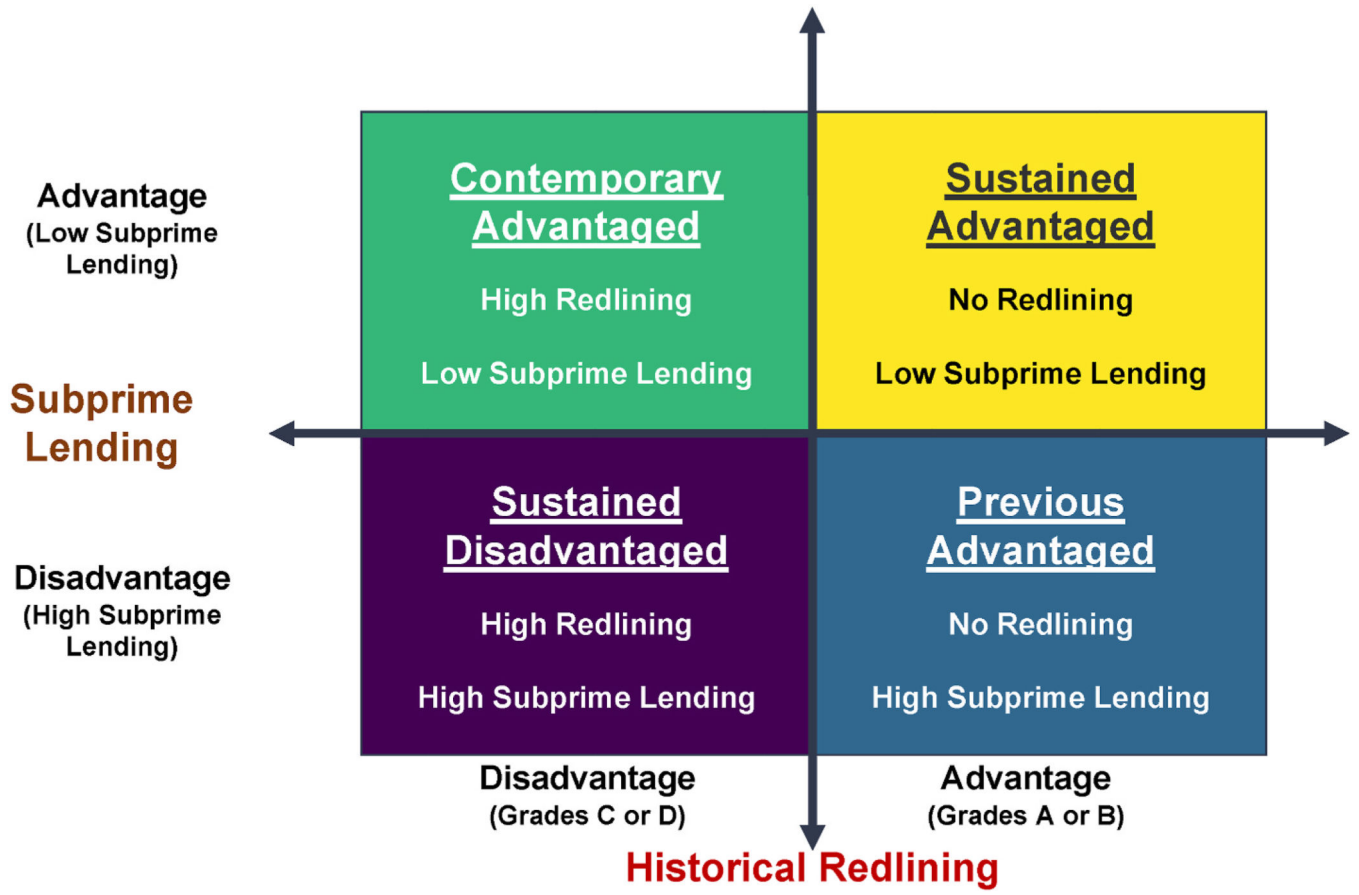 Advantage
(Low Subprime
Lending)
Contemporary
Advantaged
High Redlining
Low Subprime Lending
Sustained
Advantaged
No Redlining
Low Subprime Lending
Subprime
Lending
Disadvantage
(High Subprime
Lending)
Sustained
Disadvantaged
High Redlining
High Subprime Lending
Previous
Advantaged
No Redlining
High Subprime Lending
Disadvantage
(Grades C or D)
Advantage
(Grades A or B)
Historical Redlining